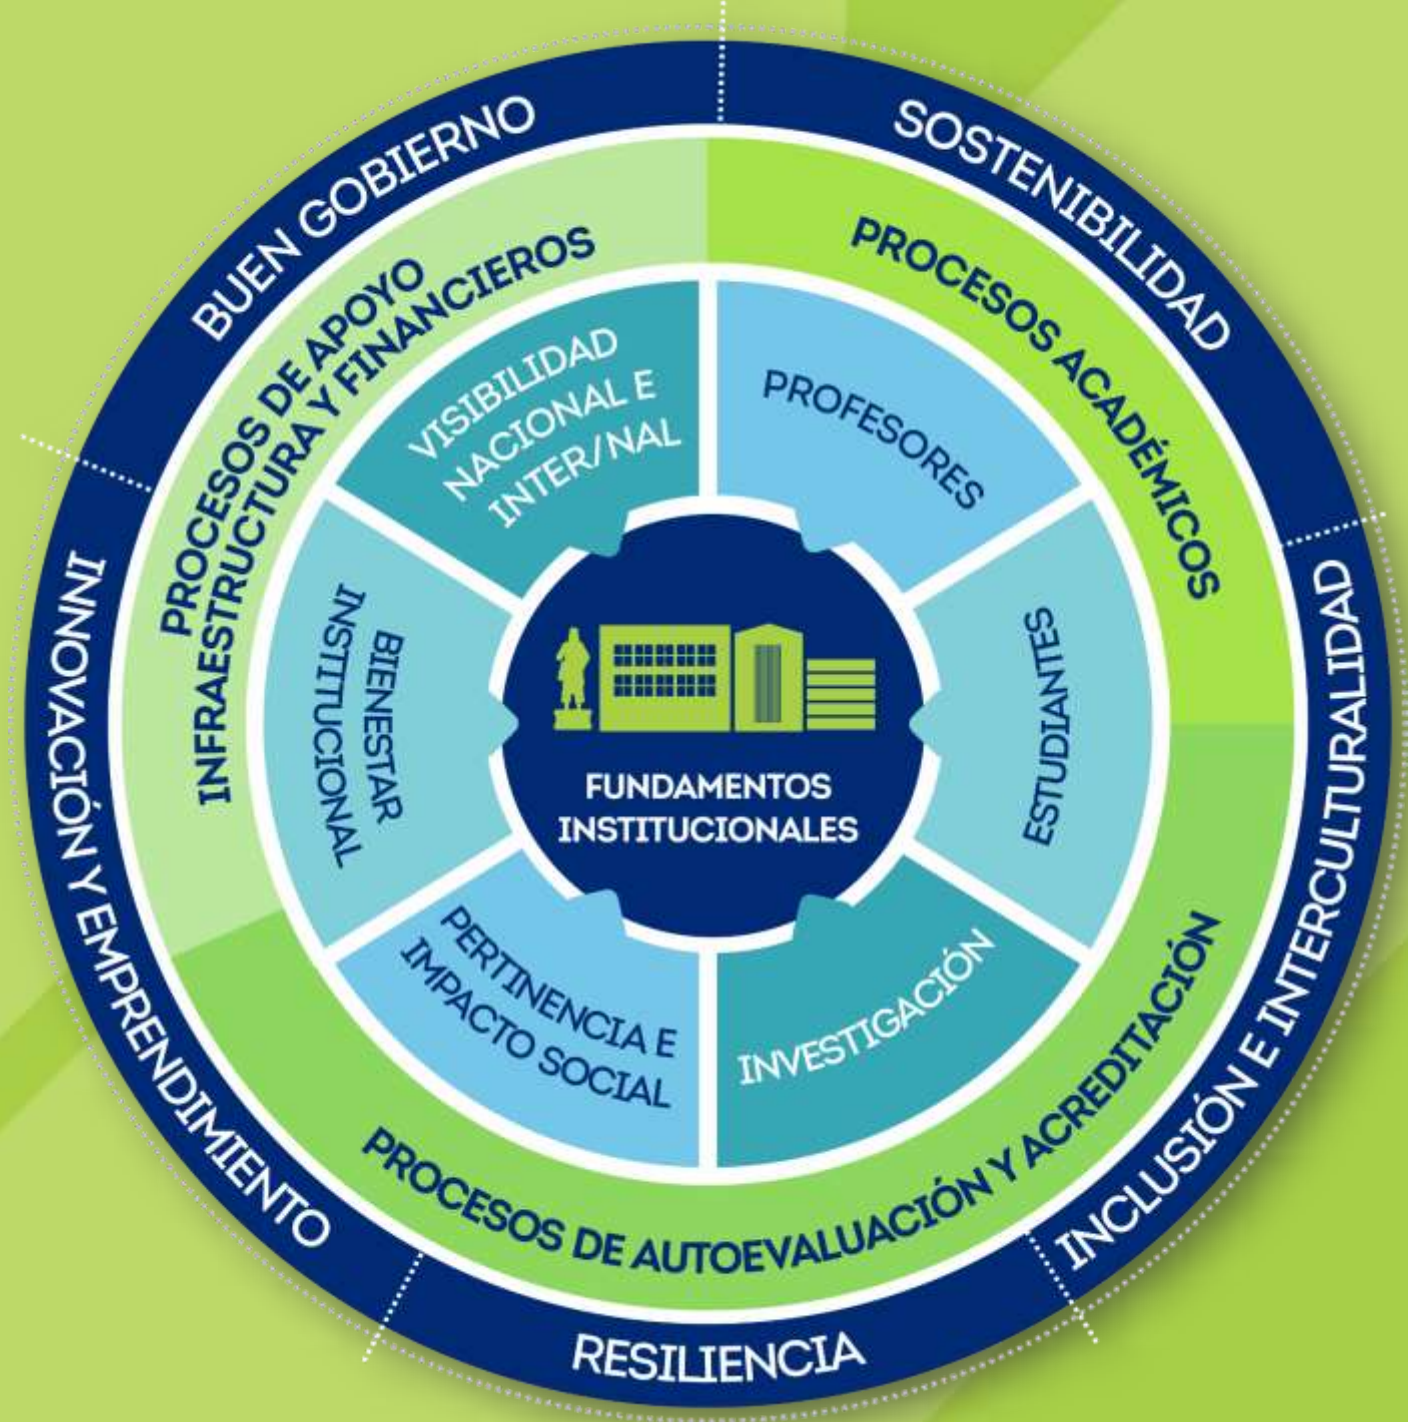 BUEN GOBIERNO
SOSTENIBILIDAD
INCLUSIÓN E INTERCULTURALIDAD
RESILIENCIA
INNOVACIÓN Y EMPRENDIMIENTO
PROCESOS DE APOYO
INFRAESTRUCTURA Y FINANCIEROS
PROCESOS ACADÉMICOS
PROCESOS DE AUTOEVALUACIÓN Y ACREDITACIÓN
VISIBILIDAD
NACIONAL E
INTER/NAL
PROFESORES
ESTUDIANTES
INVESTIGACIÓN
PERTINENCIA E
IMPACTO SOCIAL
BIENESTAR
INSTITUCIONAL
FUNDAMENTOS
INSTITUCIONALES